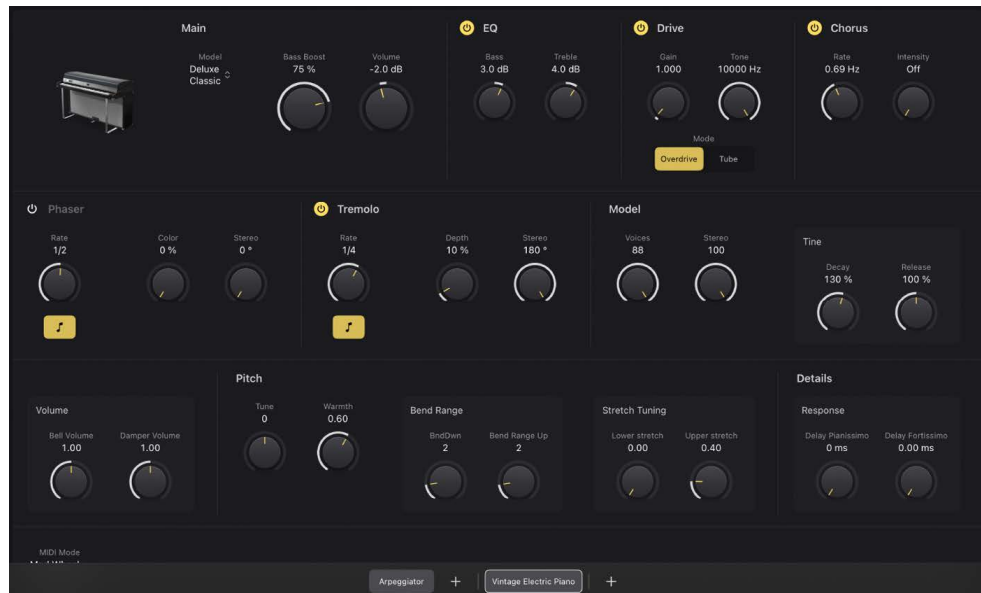 Main
EQ
Drive
Chorus
Model
Deluxe
Classic
Bass Boost
75 %
Volume
-2.0 dB
Bass
3.0 dB
Treble
4.0 dB
Gain
1.000
Tone
10000 Hz
Rate
0.69 Hz
Intensity
Off
Mode
Overdrive
Tube
Phaser
Tremolo
Model
Rate
1/2
Color
0 %
Stereo
0 °
Rate
1/4
Depth
10 %
Stereo
180 °
Voices
88
Stereo
100
Tine
Decay
130 %
Release
100 %
Pitch
Details
Volume
Bell Volume
1.00
Damper Volume
1.00
Tune
0
Warmth
0.60
Bend Range
BndDwn
2
Bend Range Up
2
Stretch Tuning
Lower stretch
0.00
Upper stretch
0.40
Response
Delay Pianissimo
0 ms
Delay Fortissimo
0.00 ms
MIDI Mode
Arpeggiator
+
Vintage Electric Piano
+